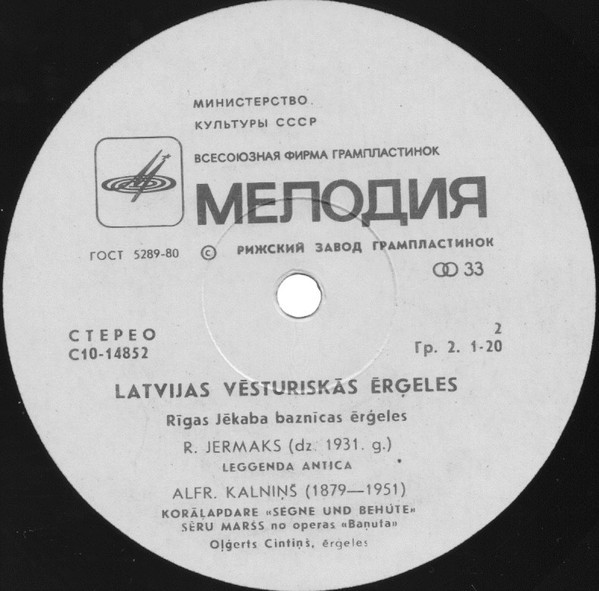 МИНИСТЕРСТВО
КУЛЬТУРЫ СССР
ВСЕСОЮЗНАЯ ФИРМА ГРАМПЛАСТИНОК
МЕЛОДИЯ
ГОСТ 5289-80 © РИЖСКИЙ ЗАВОД ГРАМПЛАСТИНОК
33
СТЕРЕО 2
С10-14852 Гр. 2. 1-20
LATVIJAS VĒSTURISKĀS ĒRĢELES
Rīgas Jēkaba baznīcas ērģeles
R. JERMAKS (dz. 1931. g.)
LEGGENDA ANTICA
ALFR. KALNIŅŠ (1879—1951)
KORĀĻAPDARE «SEGNE UND BEHÜTE»
SĒRU MARŠS no operas «Baņuta»
Oļģerts Cintiņš, ērģeles